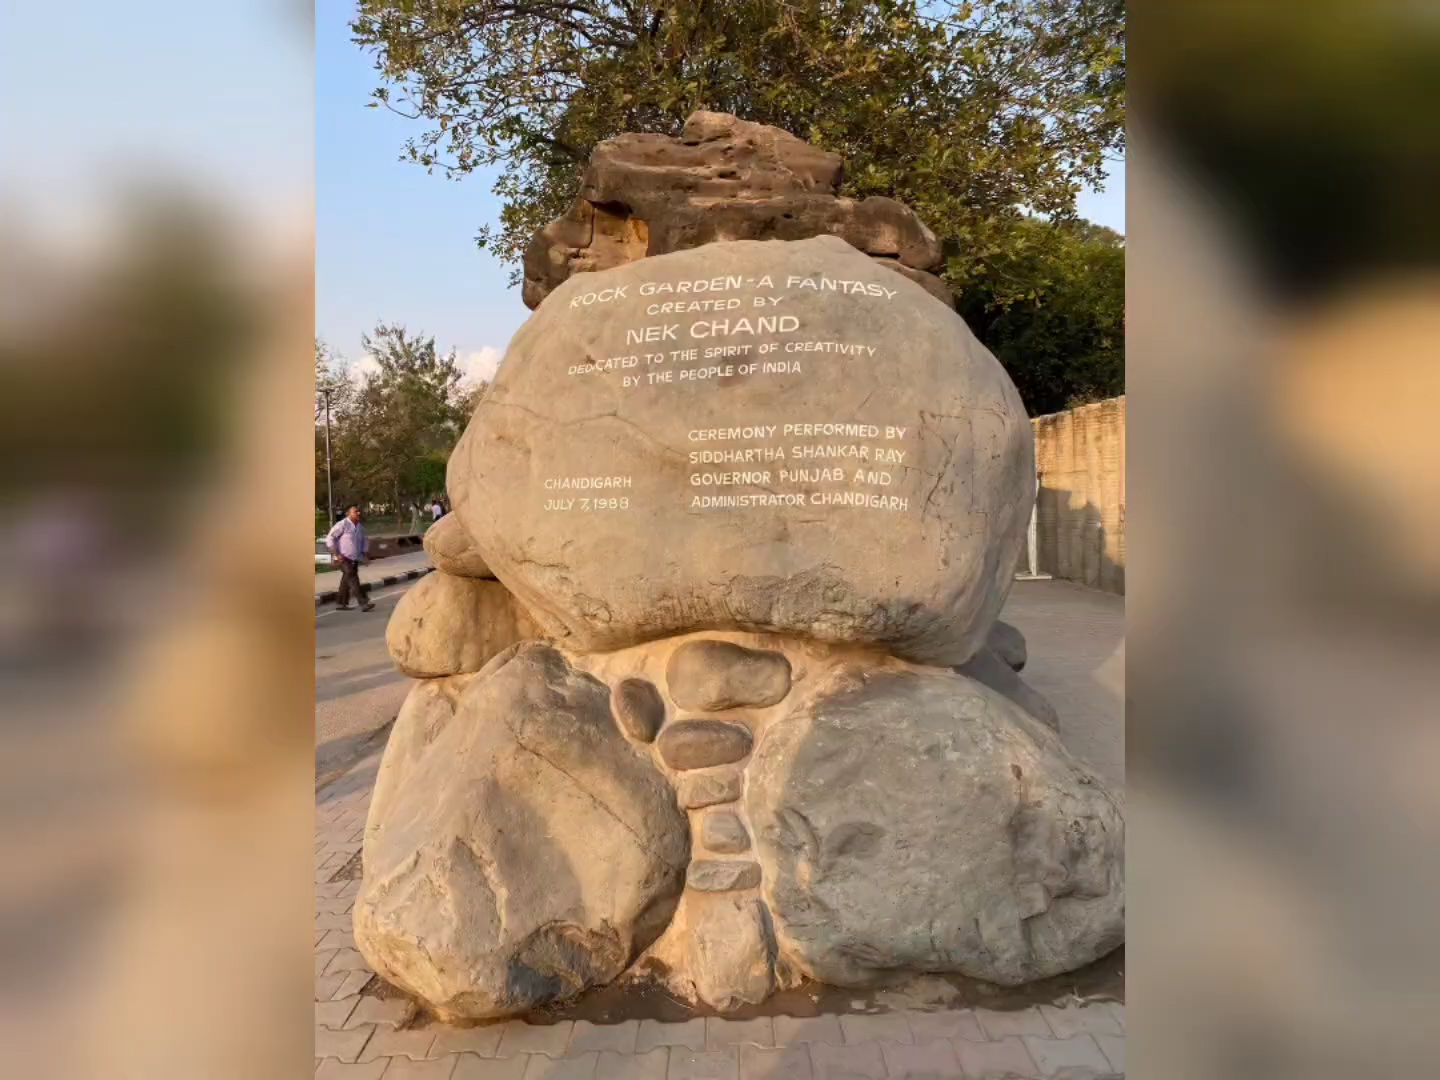 ROCK GARDEN-A FANTASY
CREATED BY
NEK CHAND
DEDICATED TO THE SPIRIT OF CREATIVITY
BY THE PEOPLE OF INDIA
CEREMONY PERFORMED BY
SIDDHARTHA SHANKAR RAY
GOVERNOR PUNJAB AND
ADMINISTRATOR CHANDIGARH
CHANDIGARH
JULY 7,1988